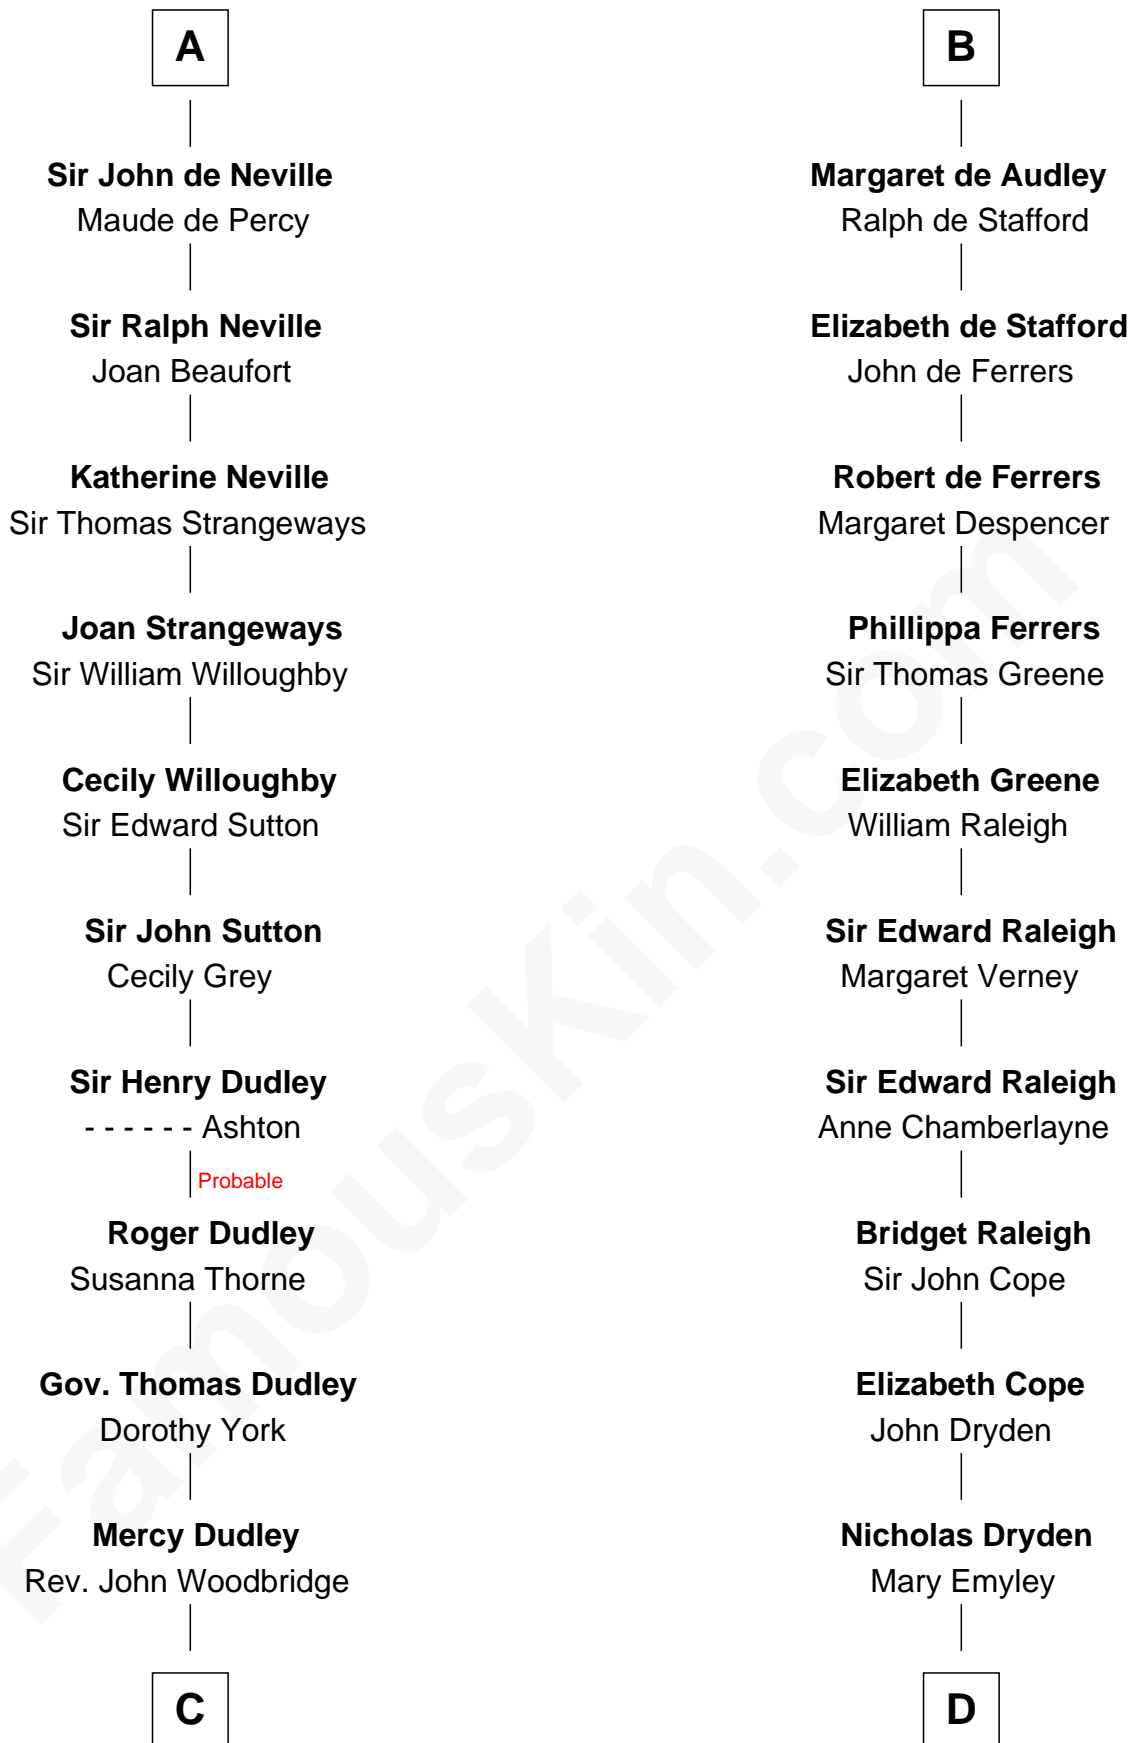 A
Sir John de Neville
Maude de Percy
Sir Ralph Neville
Joan Beaufort
Katherine Neville
Sir Thomas Strangeways
Joan Strangeways
Sir William Willoughby
Cecily Willoughby
Sir Edward Sutton
Sir John Sutton
Cecily Grey
Sir Henry Dudley
- - - - - - Ashton
Probable
Roger Dudley
Susanna Thorne
Gov. Thomas Dudley
Dorothy York
Mercy Dudley
Rev. John Woodbridge
C
B
Margaret de Audley
Ralph de Stafford
Elizabeth de Stafford
John de Ferrers
Robert de Ferrers
Margaret Despencer
Phillippa Ferrers
Sir Thomas Greene
Elizabeth Greene
William Raleigh
Sir Edward Raleigh
Margaret Verney
Sir Edward Raleigh
Anne Chamberlayne
Bridget Raleigh
Sir John Cope
Elizabeth Cope
John Dryden
Nicholas Dryden
Mary Emyley
D
FamousKin.com